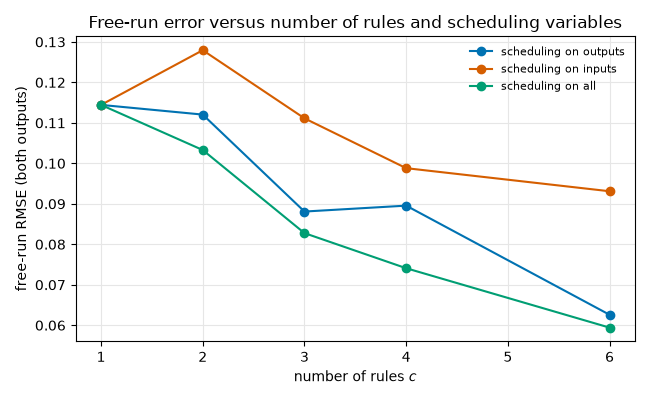 Free-run error versus number of rules and scheduling variables
free-run RMSE (both outputs)
0.13
0.12
0.11
0.10
0.09
0.08
0.07
0.06
scheduling on outputs
scheduling on inputs
scheduling on all
1 2 3 4 5 6
number of rules c